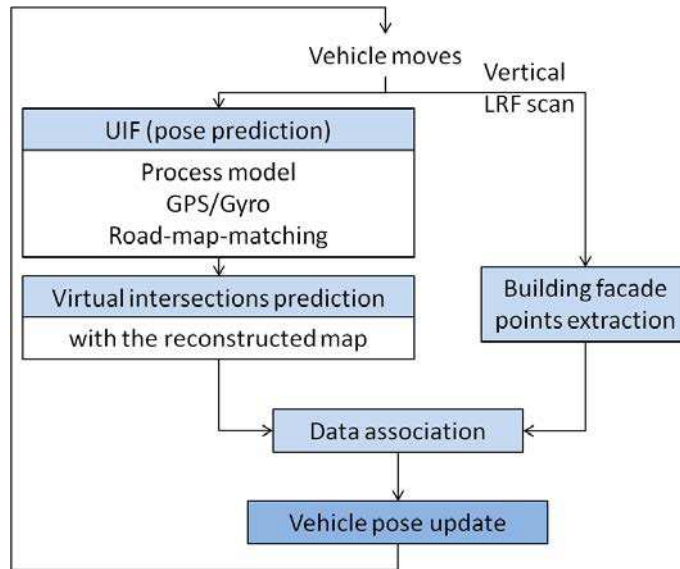 Vehicle moves
Vertical
LRF scan
UIF (pose prediction)
Process model
GPS/Gyro
Road-map-matching
Virtual intersections prediction
with the reconstructed map
Building facade
points extraction
Data association
Vehicle pose update